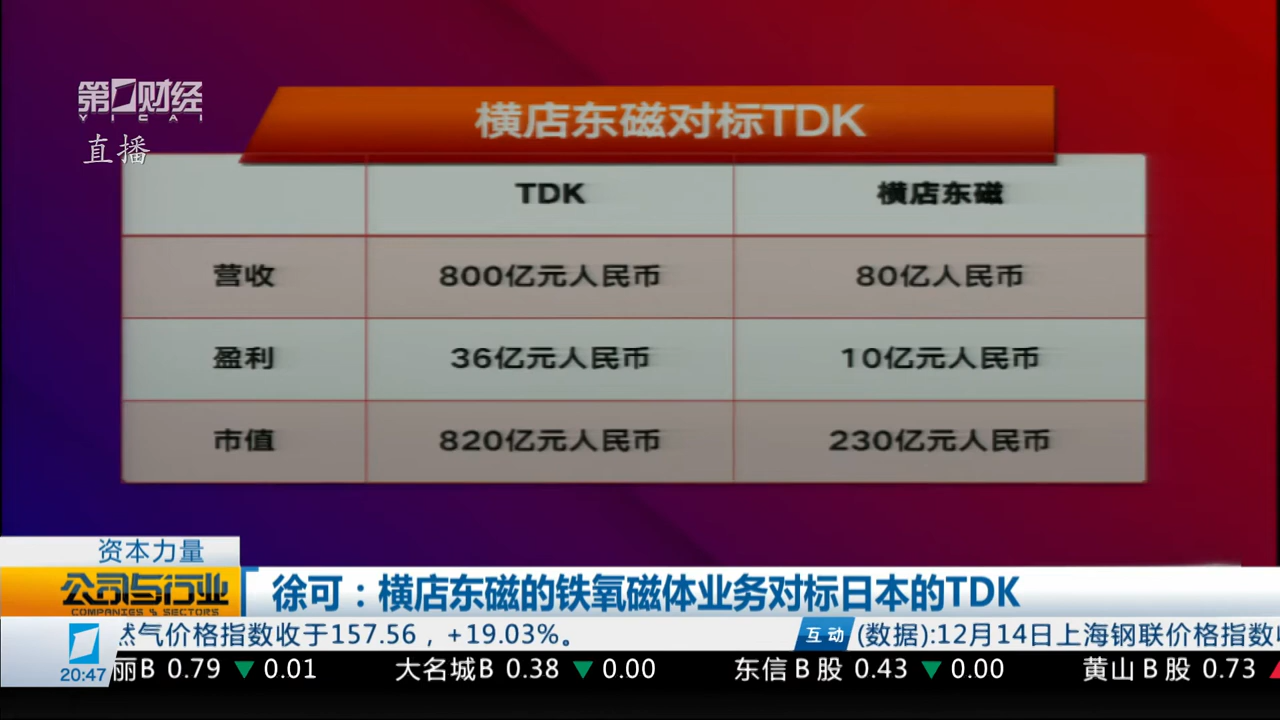 第一财经
YICAI
直播
横店东磁对标TDK
TDK 横店东磁
营收 800亿元人民币 80亿人民币
盈利 36亿元人民币 10亿元人民币
市值 820亿元人民币 230亿元人民币
资本力量
公司与行业
COMPANIES & SECTORS
徐可：横店东磁的铁氧磁体业务对标日本的TDK
然气价格指数收于157.56，+19.03%。 互动 (数据):12月14日上海钢联价格指数
20:47
丽B 0.79 ▼ 0.01 大名城B 0.38 ▼ 0.00 东信B股 0.43 ▼ 0.00 黄山B股 0.73